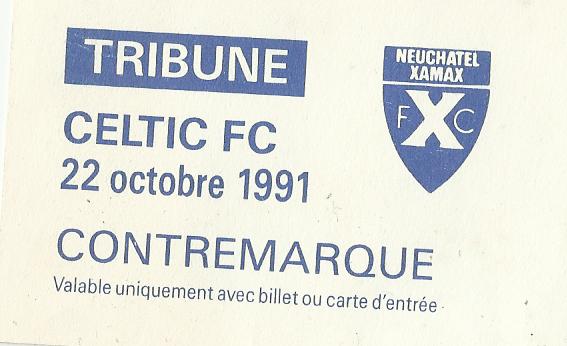 TRIBUNE
NEUCHATEL
XAMAX
F X C
CELTIC FC
22 octobre 1991
CONTREMARQUE
Valable uniquement avec billet ou carte d'entrée